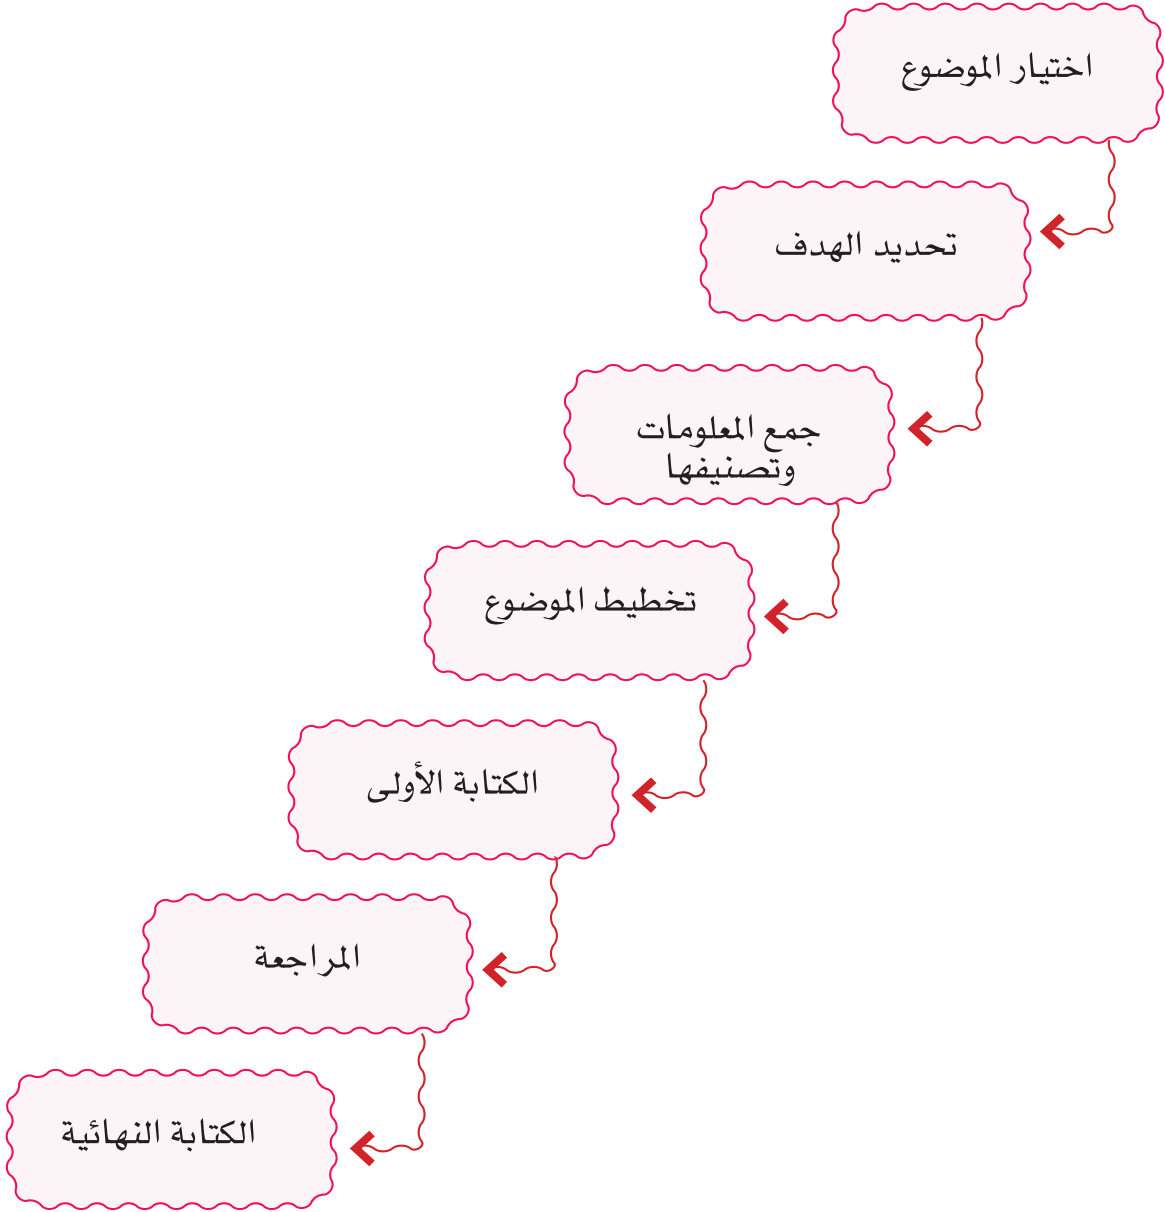 اختيار الموضوع
تحديد الهدف
جمع المعلومات
وتصنيفها
تخطيط الموضوع
الكتابة الأولى
المراجعة
الكتابة النهائية